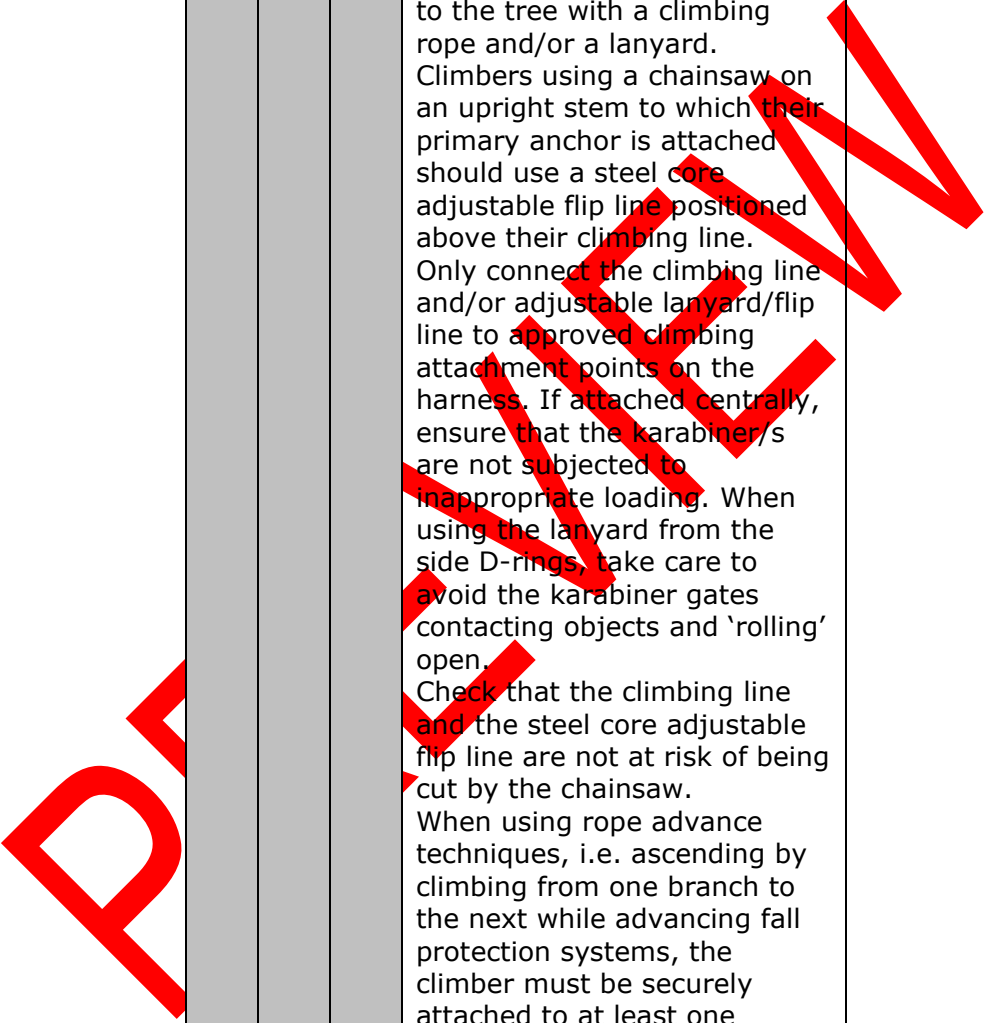 to the tree with a climbing
rope and/or a lanyard.
Climbers using a chainsaw on
an upright stem to which their
primary anchor is attached
should use a steel core
adjustable flip line positioned
above their climbing line.
Only connect the climbing line
and/or adjustable lanyard/flip
line to approved climbing
attachment points on the
harness. If attached centrally,
ensure that the karabiner/s
are not subjected to
inappropriate loading. When
using the lanyard from the
side D-rings, take care to
avoid the karabiner gates
contacting objects and ‘rolling’
open.
Check that the climbing line
and the steel core adjustable
flip line are not at risk of being
cut by the chainsaw.
When using rope advance
techniques, i.e. ascending by
climbing from one branch to
the next while advancing fall
protection systems, the
climber must be securely
attached to at least one
PREVIEW